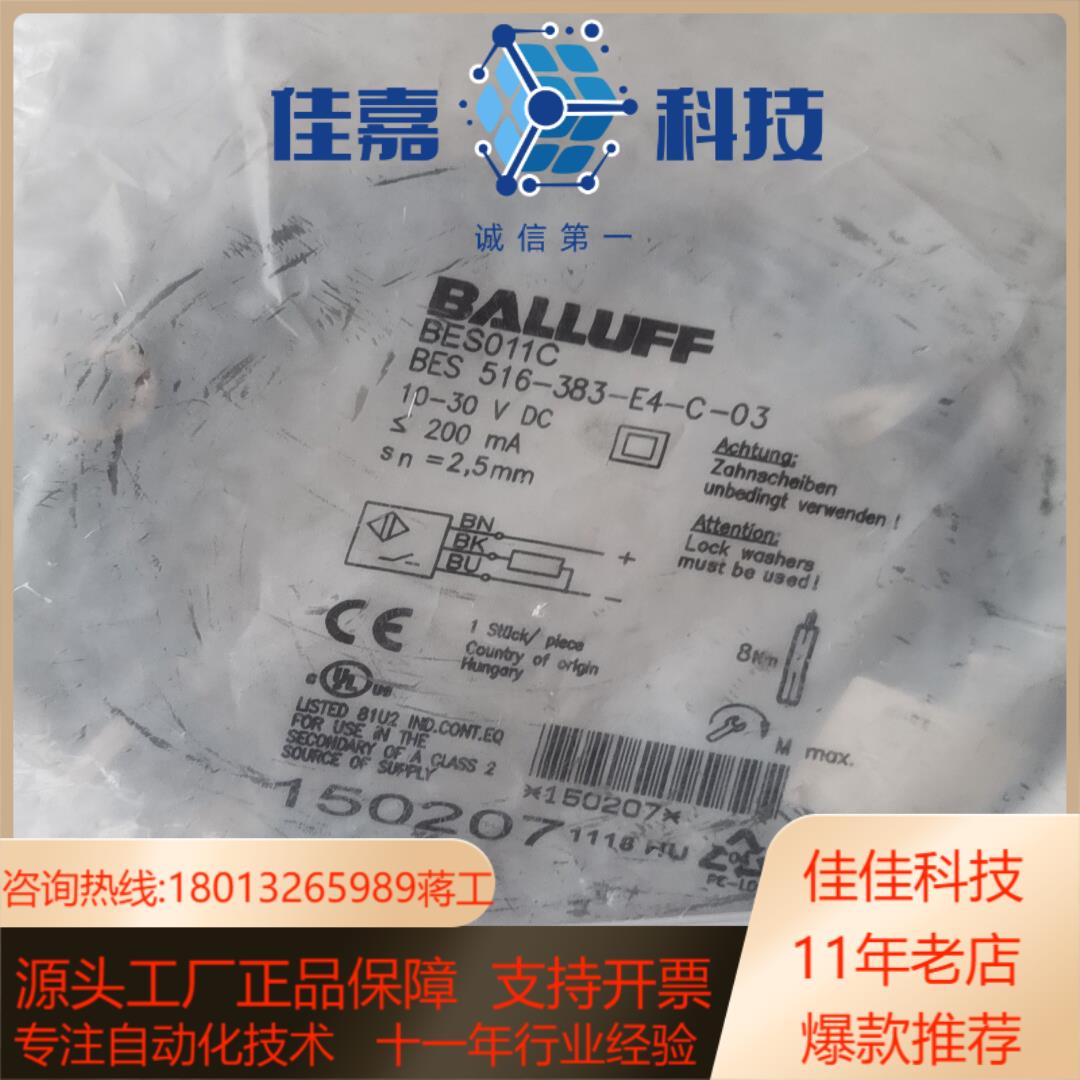 佳嘉 科技
诚信第一
BALLUFF
BES011C
BES 516-383-E4-C-03
10-30 V DC
≤ 200 mA
sn =2,5mm
Achtung:
Zahnscheiben
unbedingt verwenden !
Attention:
Lock washers
must be used!
BN
BK
BU
+
−
CE
1 Stück/ piece
Country of origin
Hungary
8Nm
M max.
c UL us
LISTED 81U2 IND.CONT.EQ
FOR USE IN THE
SECONDARY OF A CLASS 2
SOURCE OF SUPPLY
*150207*
150207
1118 HU
咨询热线:18013265989蒋工
源头工厂正品保障 支持开票
专注自动化技术 十一年行业经验
佳佳科技
11年老店
爆款推荐